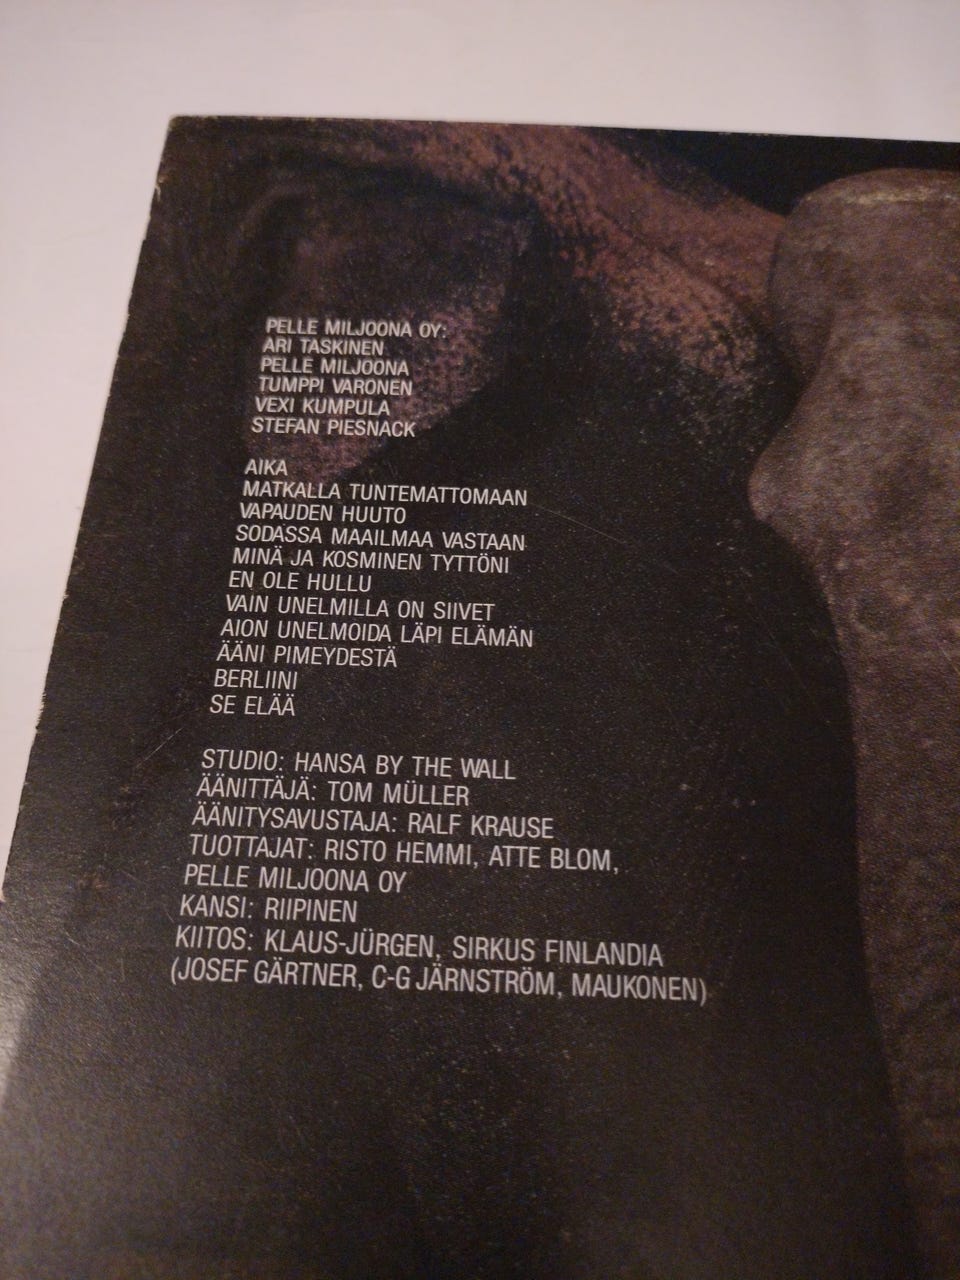 PELLE MILJOONA OY:
ARI TASKINEN
PELLE MILJOONA
TUMPPI VARONEN
VEXI KUMPULA
STEFAN PIESNACK
AIKA
MATKALLA TUNTEMATTOMAAN
VAPAUDEN HUUTO
SODASSA MAAILMAA VASTAAN
MINÄ JA KOSMINEN TYTTÖNI
EN OLE HULLU
VAIN UNELMILLA ON SIIVET
AION UNELMOIDA LÄPI ELÄMÄN
ÄÄNI PIMEYDESTÄ
BERLIINI
SE ELÄÄ
STUDIO: HANSA BY THE WALL
ÄÄNITTÄJÄ: TOM MÜLLER
ÄÄNITYSAVUSTAJA: RALF KRAUSE
TUOTTAJAT: RISTO HEMMI, ATTE BLOM,
PELLE MILJOONA OY
KANSI: RIIPINEN
KIITOS: KLAUS-JÜRGEN, SIRKUS FINLANDIA
(JOSEF GÄRTNER, C-G JÄRNSTRÖM, MAUKONEN)